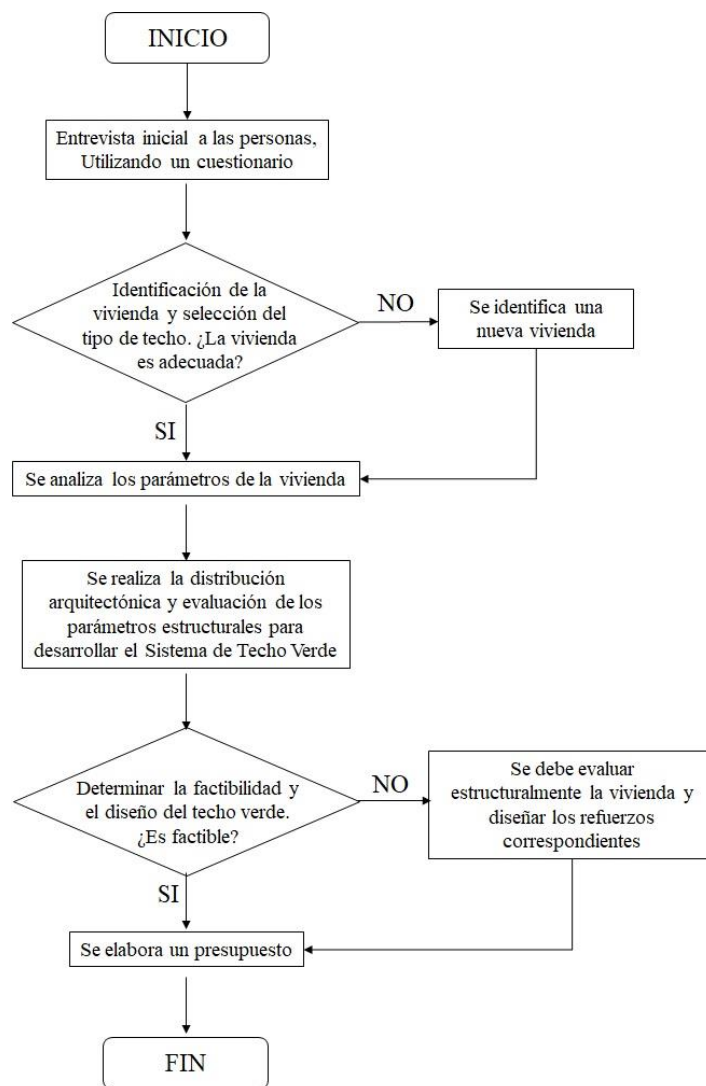 INICIO
Entrevista inicial a las personas,
Utilizando un cuestionario
Identificación de la
vivienda y selección del
tipo de techo. ¿La vivienda
es adecuada?
NO
Se identifica una
nueva vivienda
SI
Se analiza los parámetros de la vivienda
Se realiza la distribución
arquitectónica y evaluación de los
parámetros estructurales para
desarrollar el Sistema de Techo Verde
Determinar la factibilidad y
el diseño del techo verde.
¿Es factible?
NO
Se debe evaluar
estructuralmente la vivienda y
diseñar los refuerzos
correspondientes
SI
Se elabora un presupuesto
FIN